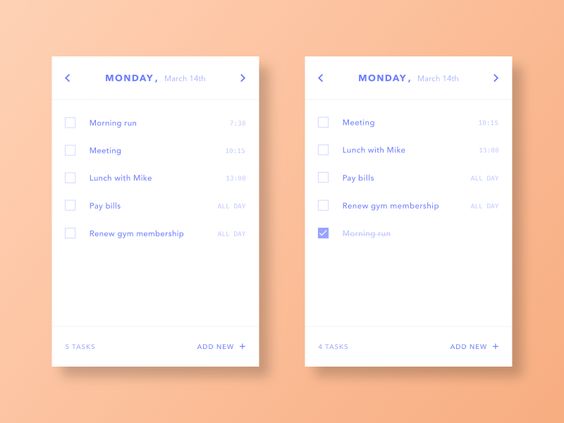 MONDAY, March 14th
Morning run 7:30
Meeting 10:15
Lunch with Mike 13:00
Pay bills ALL DAY
Renew gym membership ALL DAY
5 TASKS ADD NEW +
MONDAY, March 14th
Meeting 10:15
Lunch with Mike 13:00
Pay bills ALL DAY
Renew gym membership ALL DAY
Morning run
4 TASKS ADD NEW +